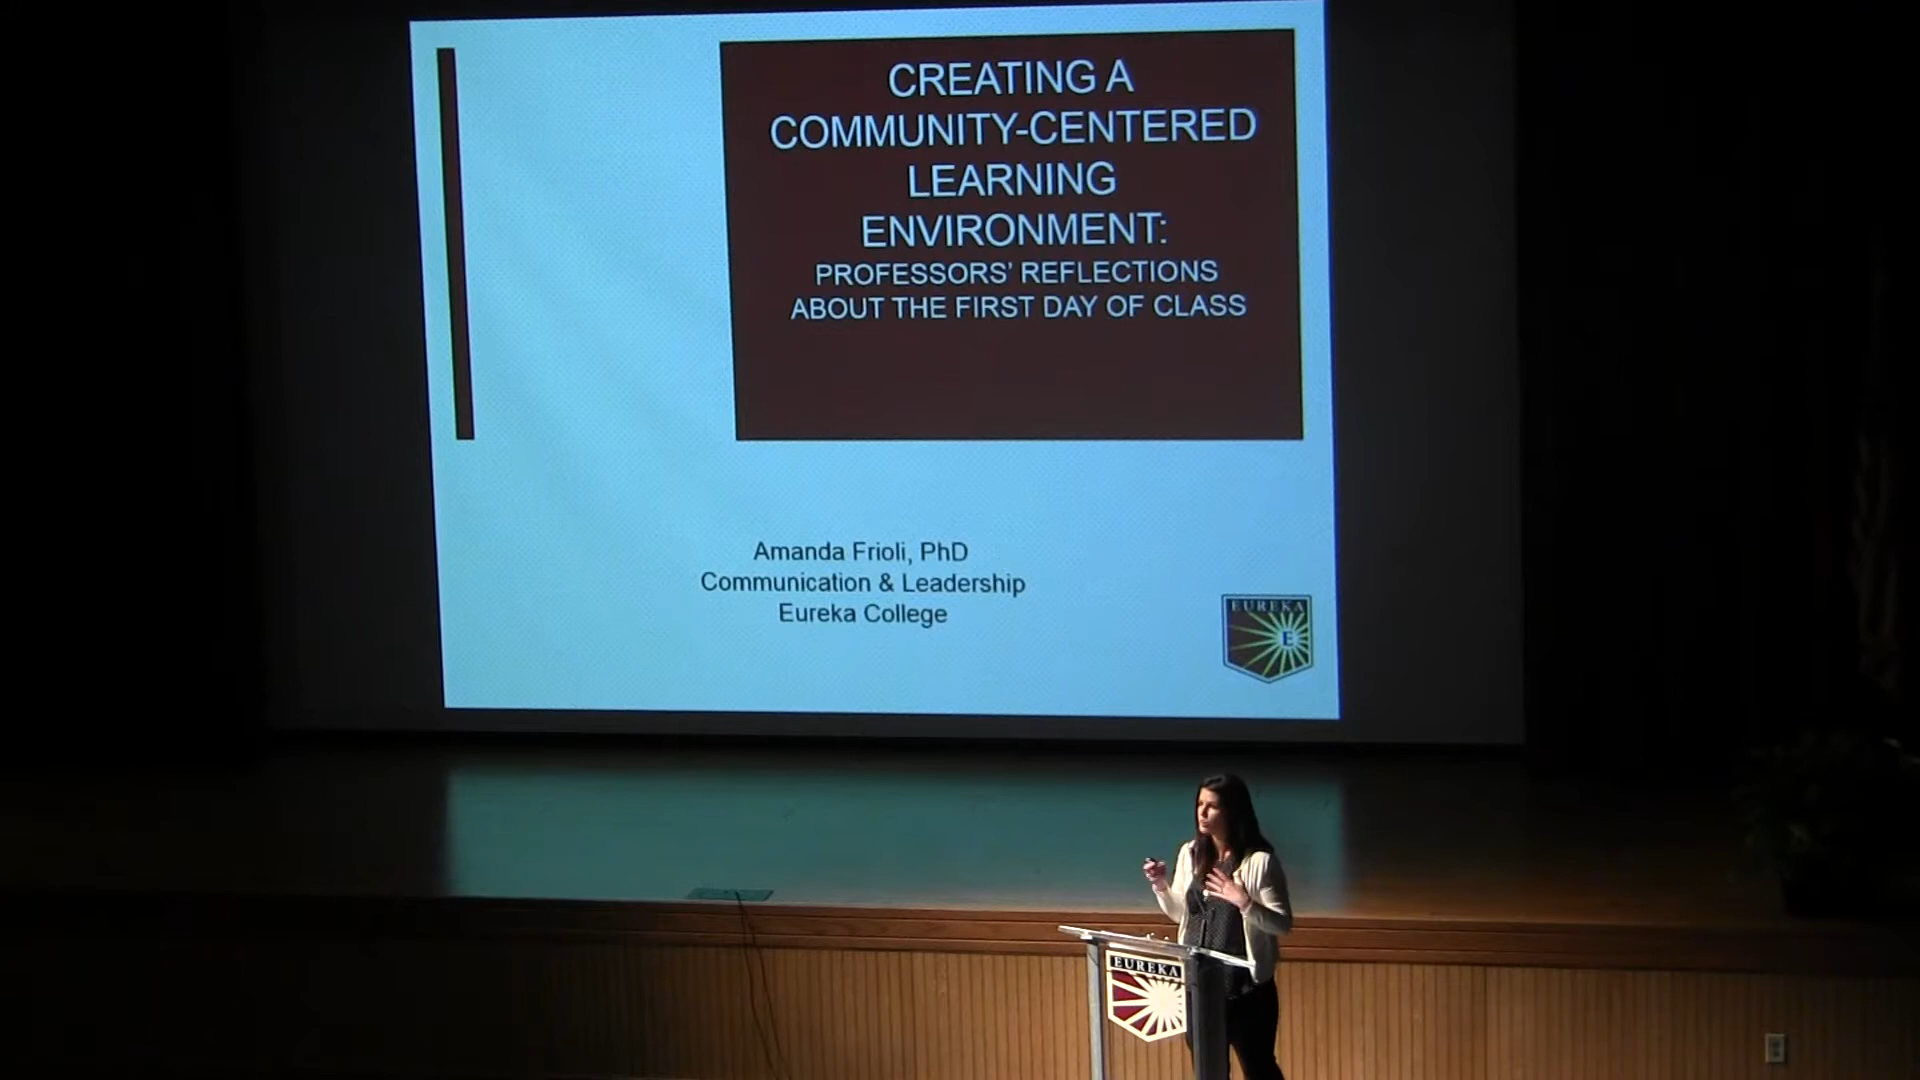 CREATING A
COMMUNITY-CENTERED
LEARNING
ENVIRONMENT:
PROFESSORS' REFLECTIONS
ABOUT THE FIRST DAY OF CLASS
Amanda Frioli, PhD
Communication & Leadership
Eureka College
EUREKA
E
EUREKA